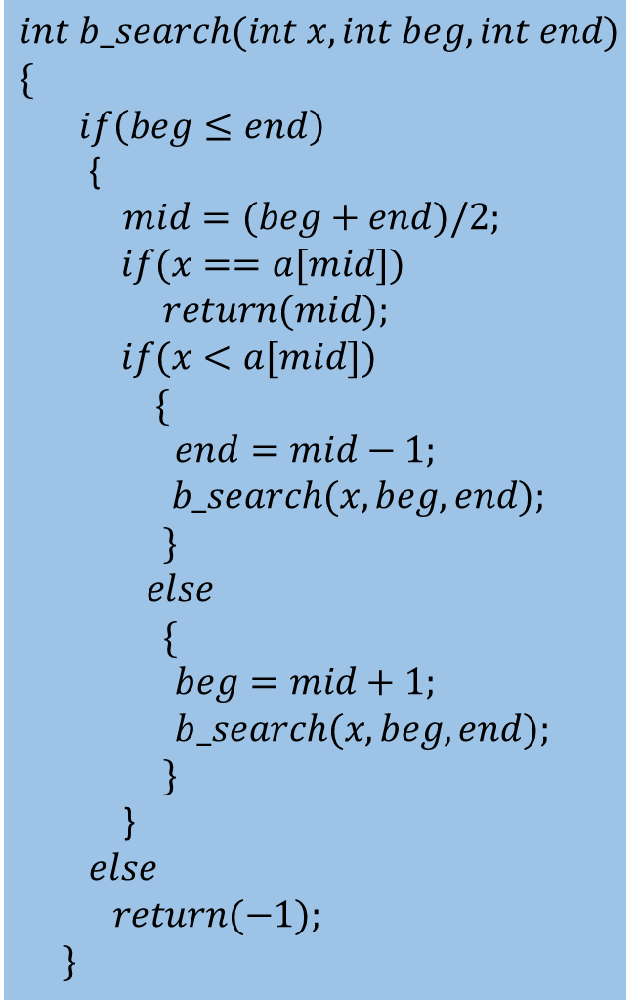 int b_search(int x, int beg, int end)
{
if(beg ≤ end)
{
mid = (beg + end)/2;
if(x == a[mid])
return(mid);
if(x < a[mid])
{
end = mid − 1;
b_search(x, beg, end);
}
else
{
beg = mid + 1;
b_search(x, beg, end);
}
}
else
return(−1);
}